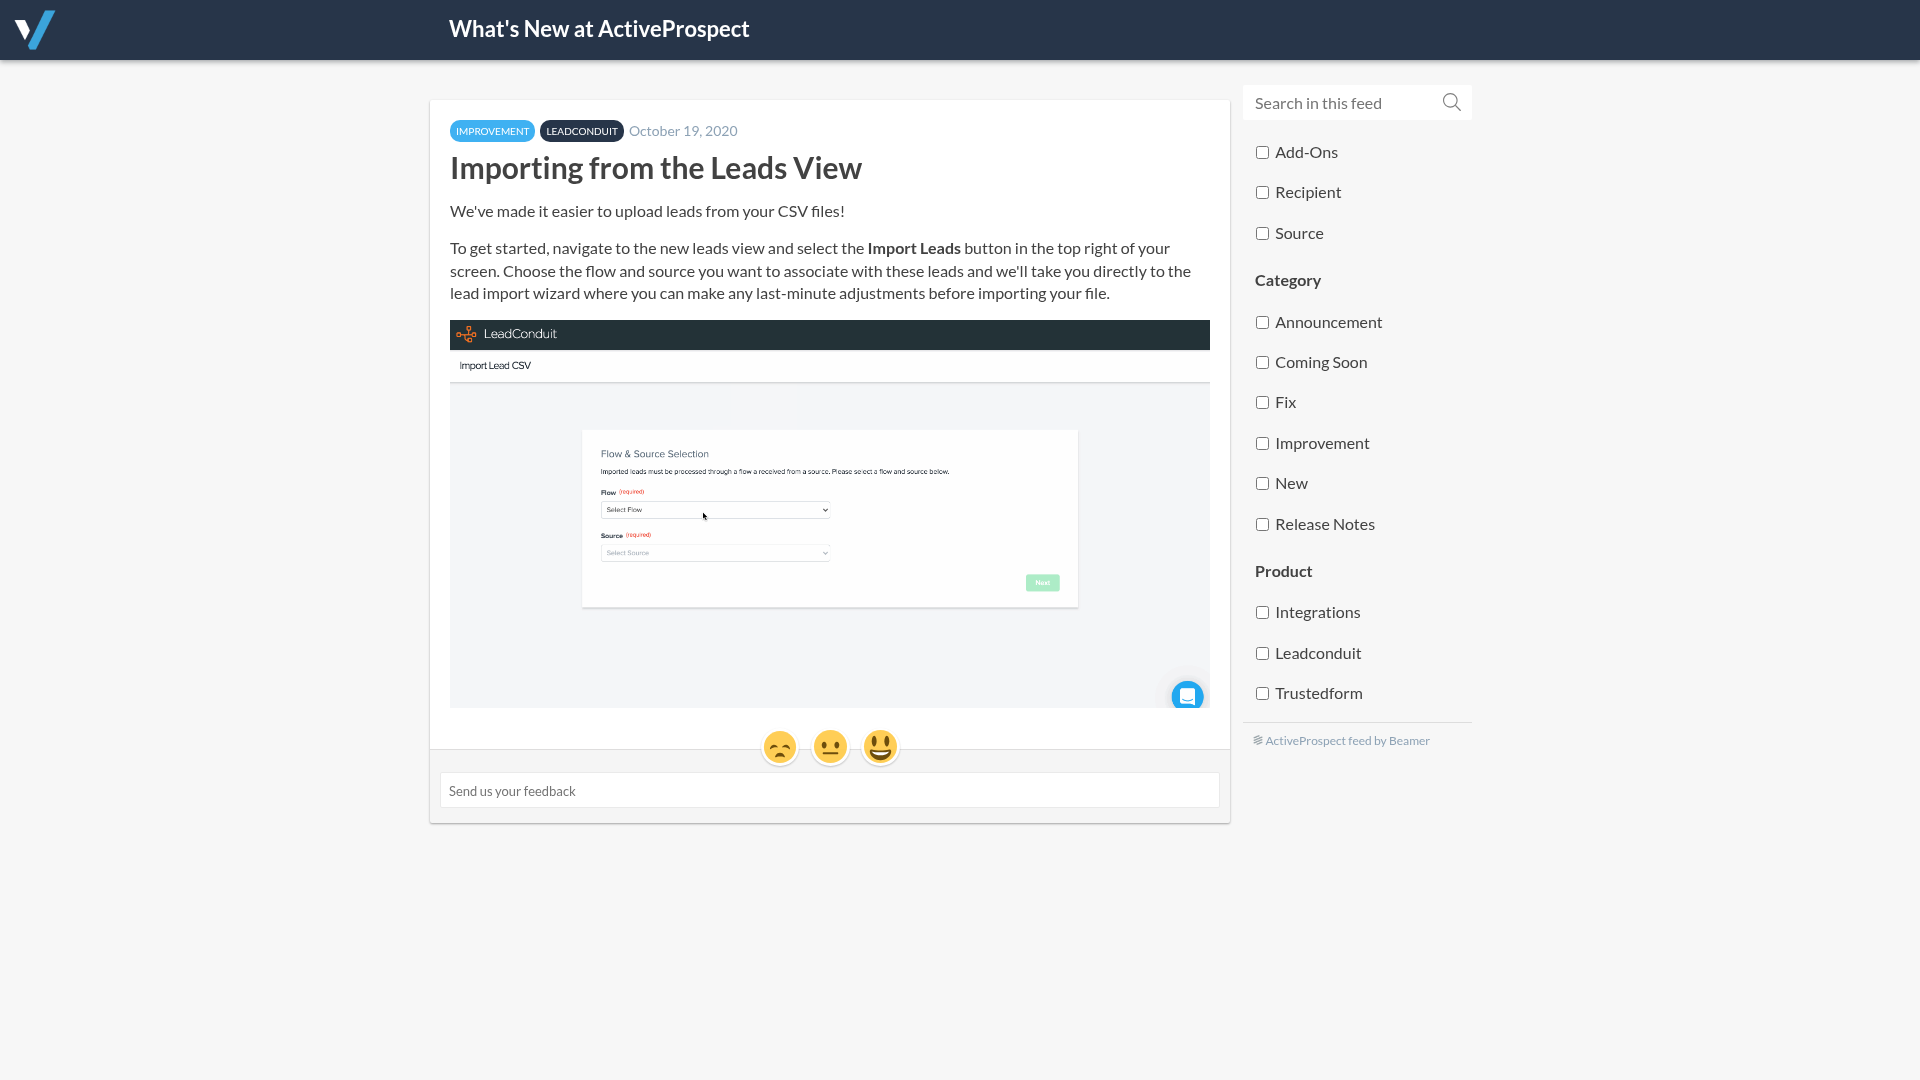 What's New at ActiveProspect
IMPROVEMENT LEADCONDUIT October 19, 2020
Importing from the Leads View
We've made it easier to upload leads from your CSV files!
To get started, navigate to the new leads view and select the Import Leads button in the top right of your
screen. Choose the flow and source you want to associate with these leads and we'll take you directly to the
lead import wizard where you can make any last-minute adjustments before importing your file.
LeadConduit
Import Lead CSV
Flow & Source Selection
Imported leads must be processed through a flow a received from a source. Please select a flow and source below.
Flow (required)
Select Flow
Source (required)
Select Source
Next
Send us your feedback
Search in this feed
Add-Ons
Recipient
Source
Category
Announcement
Coming Soon
Fix
Improvement
New
Release Notes
Product
Integrations
Leadconduit
Trustedform
ActiveProspect feed by Beamer